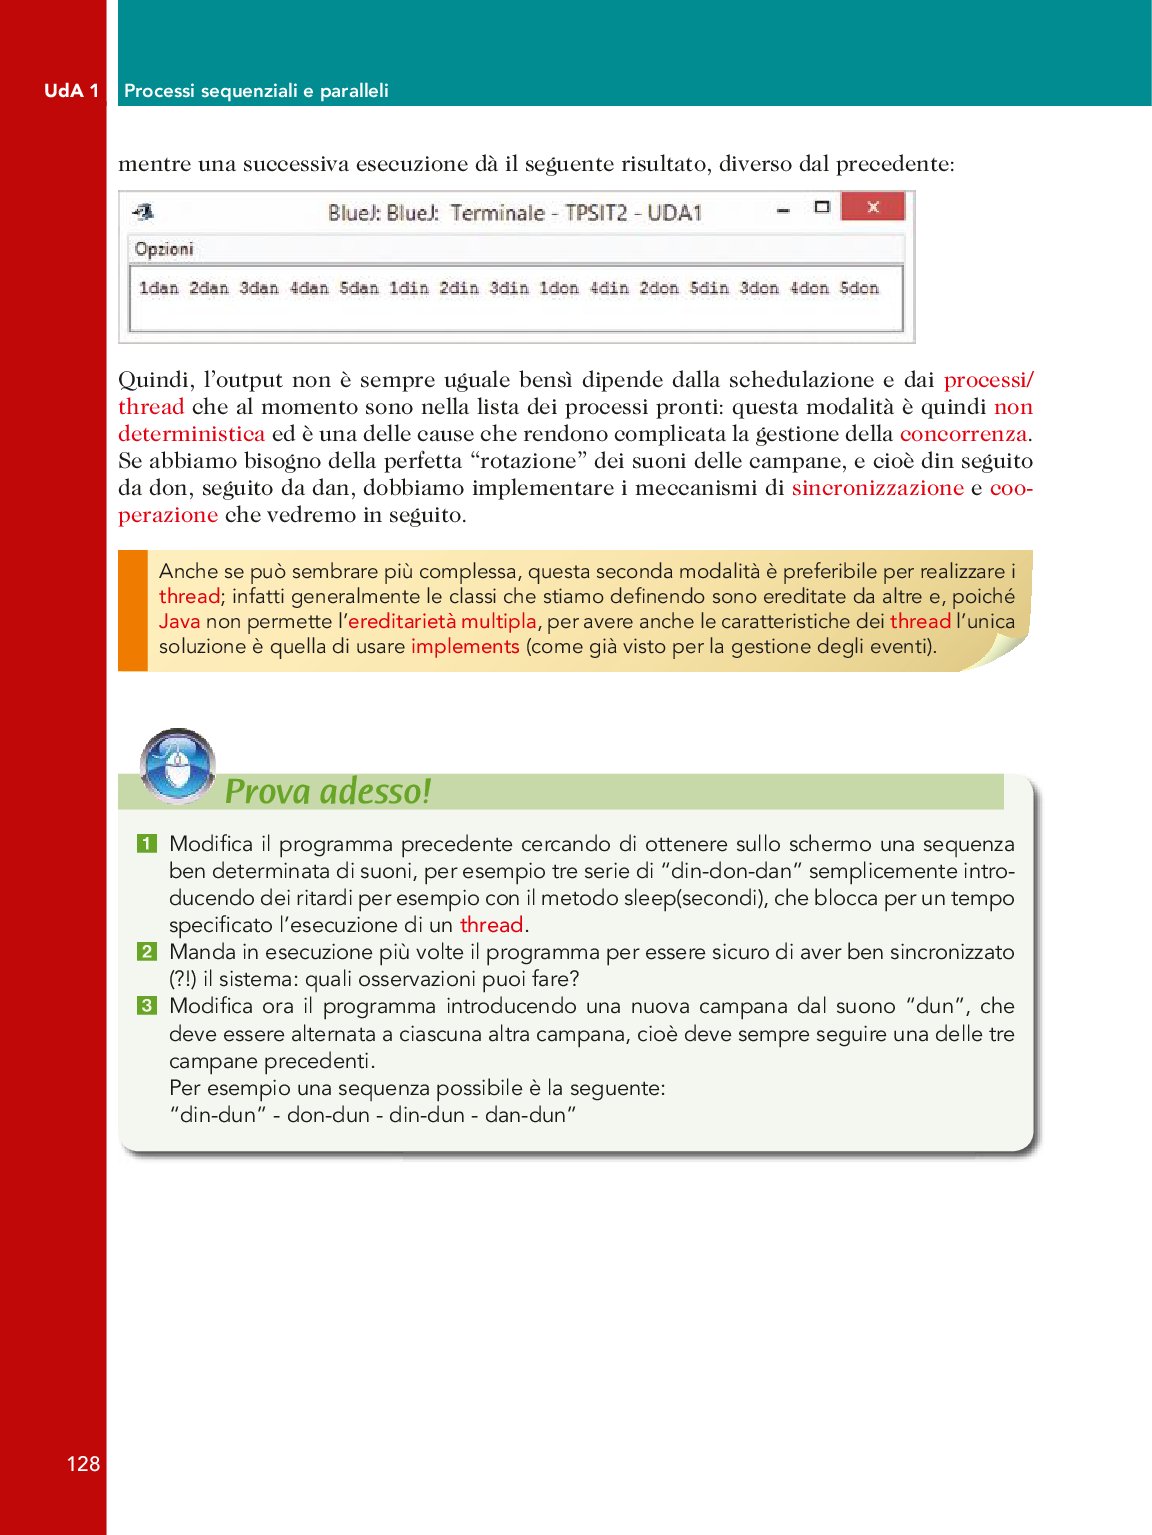 UdA 1 Processi sequenziali e paralleli
mentre una successiva esecuzione dà il seguente risultato, diverso dal precedente:
BlueJ: BlueJ: Terminale - TPSIT2 - UDA1
Opzioni
1dan 2dan 3dan 4dan 5dan 1din 2din 3din 1don 4din 2don 5din 3don 4don 5don
Quindi, l’output non è sempre uguale bensì dipende dalla schedulazione e dai processi/
thread che al momento sono nella lista dei processi pronti: questa modalità è quindi non
deterministica ed è una delle cause che rendono complicata la gestione della concorrenza.
Se abbiamo bisogno della perfetta “rotazione” dei suoni delle campane, e cioè din seguito
da don, seguito da dan, dobbiamo implementare i meccanismi di sincronizzazione e coo-
perazione che vedremo in seguito.
Anche se può sembrare più complessa, questa seconda modalità è preferibile per realizzare i
thread; infatti generalmente le classi che stiamo definendo sono ereditate da altre e, poiché
Java non permette l’ereditarietà multipla, per avere anche le caratteristiche dei thread l’unica
soluzione è quella di usare implements (come già visto per la gestione degli eventi).
Prova adesso!
1 Modifica il programma precedente cercando di ottenere sullo schermo una sequenza
ben determinata di suoni, per esempio tre serie di “din-don-dan” semplicemente intro-
ducendo dei ritardi per esempio con il metodo sleep(secondi), che blocca per un tempo
specificato l’esecuzione di un thread.
2 Manda in esecuzione più volte il programma per essere sicuro di aver ben sincronizzato
(?!) il sistema: quali osservazioni puoi fare?
3 Modifica ora il programma introducendo una nuova campana dal suono “dun”, che
deve essere alternata a ciascuna altra campana, cioè deve sempre seguire una delle tre
campane precedenti.
Per esempio una sequenza possibile è la seguente:
“din-dun” - don-dun - din-dun - dan-dun”
128